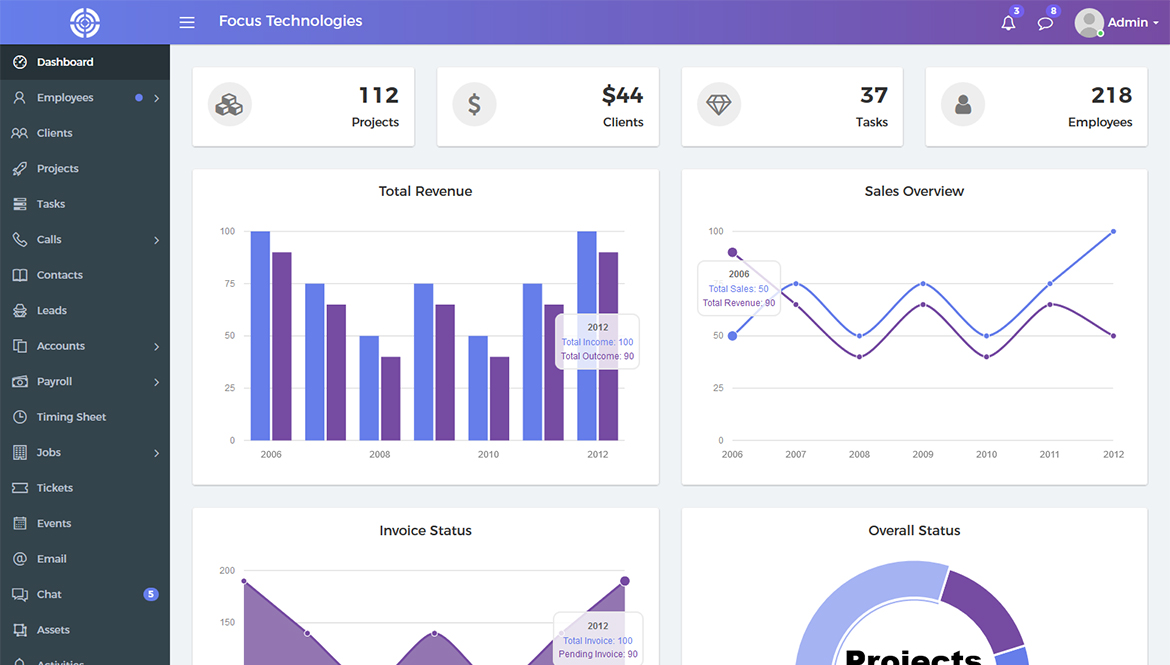 Focus Technologies
3
8
Admin
Dashboard
Employees
Clients
Projects
Tasks
Calls
Contacts
Leads
Accounts
Payroll
Timing Sheet
Jobs
Tickets
Events
Email
Chat
5
Assets
Activities
112
Projects
$44
Clients
37
Tasks
218
Employees
Total Revenue
100
75
50
25
0
2006
2008
2010
2012
2012
Total Income: 100
Total Outcome: 90
Sales Overview
100
50
25
0
2006
2007
2008
2009
2010
2011
2012
2006
Total Sales: 50
Total Revenue: 90
Invoice Status
200
150
2012
Total Invoice: 100
Pending Invoice: 90
Overall Status
Projects